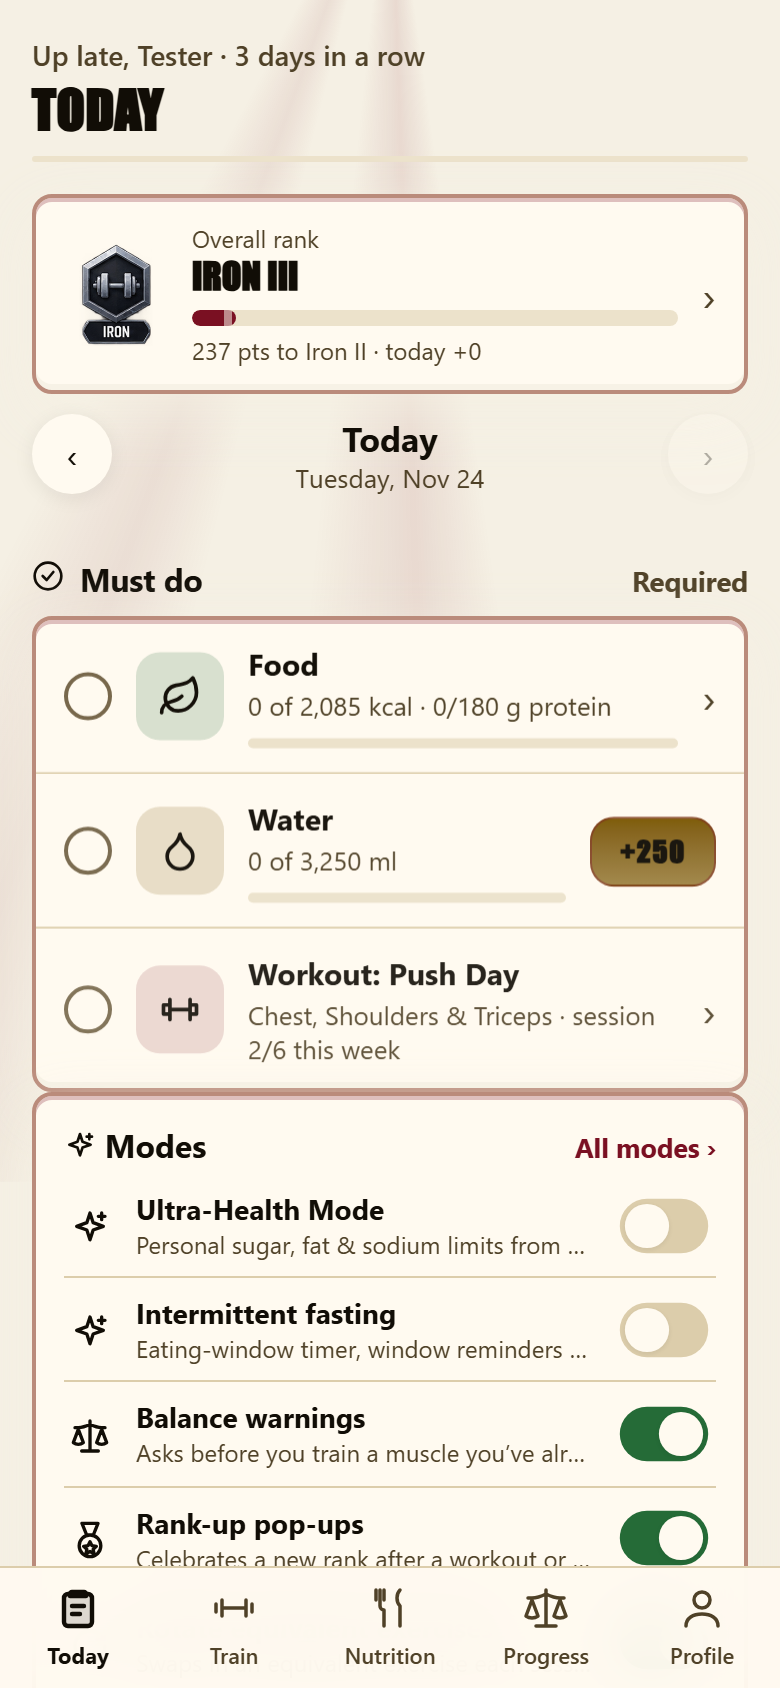 Up late, Tester · 3 days in a row
TODAY
Overall rank
IRON III
IRON
237 pts to Iron II · today +0
Today
Tuesday, Nov 24
Must do
Required
Food
0 of 2,085 kcal · 0/180 g protein
Water
0 of 3,250 ml
+250
Workout: Push Day
Chest, Shoulders & Triceps · session
2/6 this week
Modes
All modes ›
Ultra-Health Mode
Personal sugar, fat & sodium limits from ...
Intermittent fasting
Eating-window timer, window reminders ...
Balance warnings
Asks before you train a muscle you’ve alr...
Rank-up pop-ups
Celebrates a new rank after a workout or ...
Today
Train
Nutrition
Progress
Profile